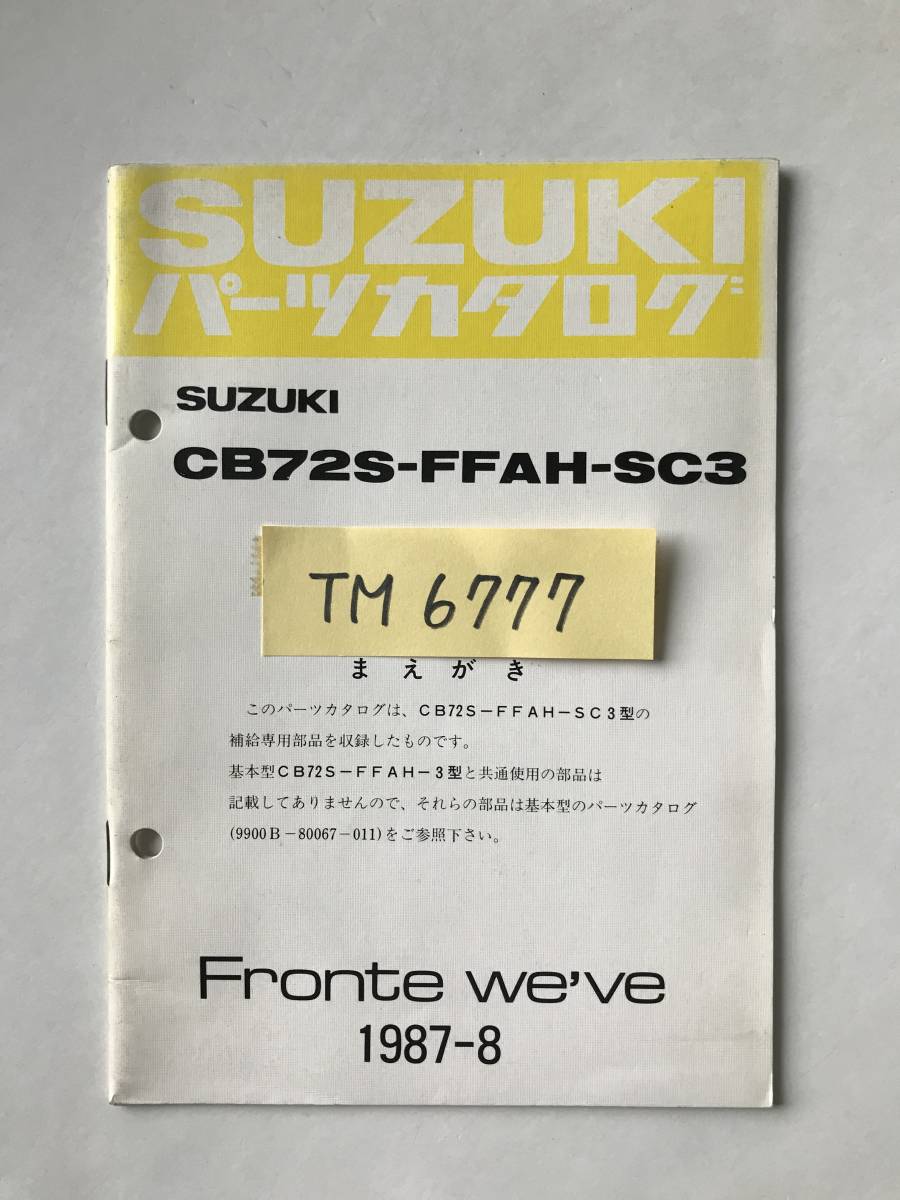 SUZUKI
パーツカタログ
SUZUKI
CB72S-FFAH-SC3
TM 6777
まえがき
このパーツカタログは、CB72S－FFAH－SC3型の
補給専用部品を収録したものです。
基本型CB72S－FFAH－3型と共通使用の部品は
記載してありませんので、それらの部品は基本型のパーツカタログ
(9900B－80067－011)をご参照下さい。
Fronte we've
1987-8